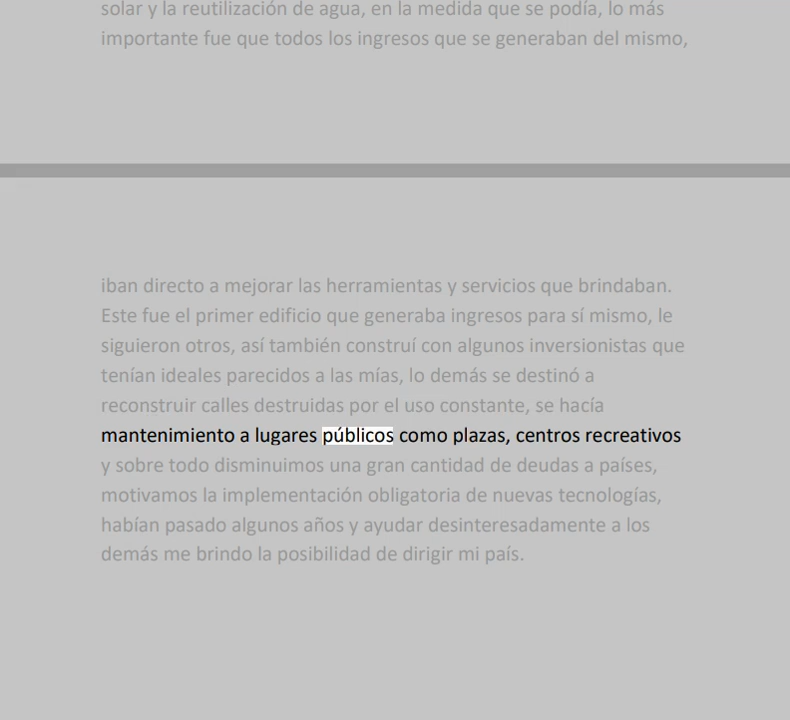 solar y la reutilización de agua, en la medida que se podía, lo más
importante fue que todos los ingresos que se generaban del mismo,
iban directo a mejorar las herramientas y servicios que brindaban.
Este fue el primer edificio que generaba ingresos para sí mismo, le
siguieron otros, así también construí con algunos inversionistas que
tenían ideales parecidos a las mías, lo demás se destinó a
reconstruir calles destruidas por el uso constante, se hacía
mantenimiento a lugares públicos como plazas, centros recreativos
y sobre todo disminuimos una gran cantidad de deudas a países,
motivamos la implementación obligatoria de nuevas tecnologías,
habían pasado algunos años y ayudar desinteresadamente a los
demás me brindo la posibilidad de dirigir mi país.